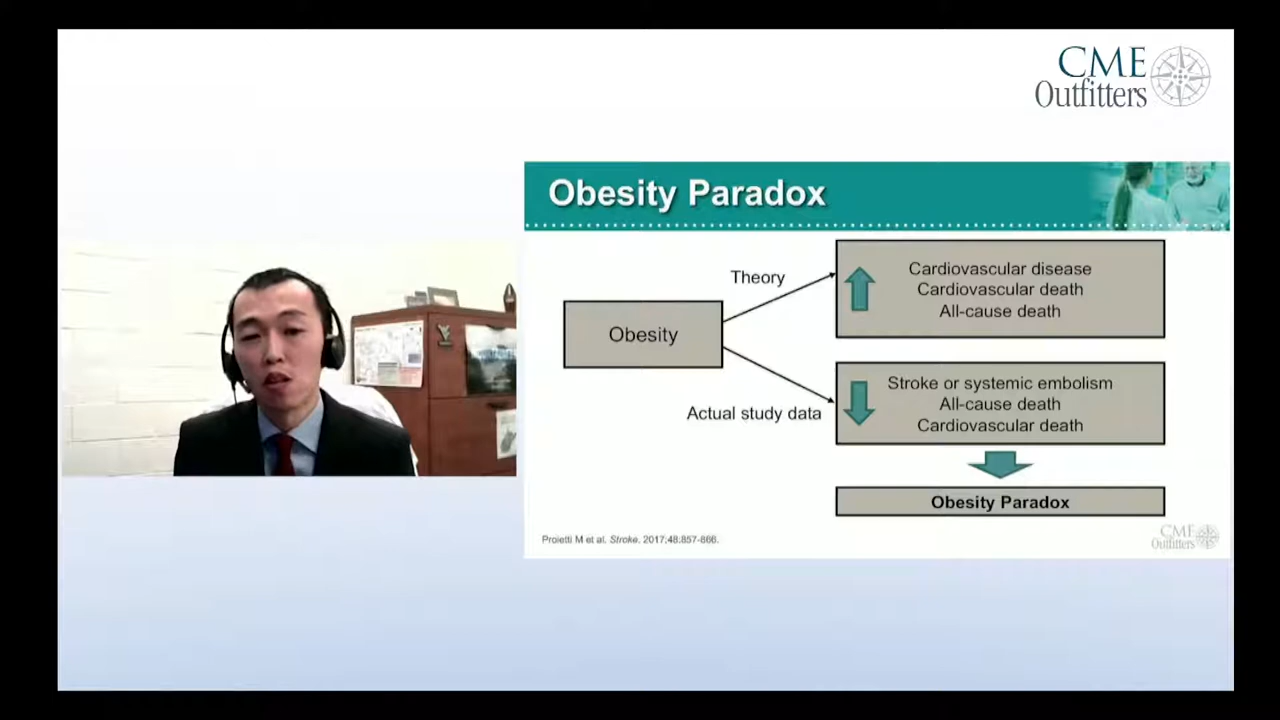 CME
Outfitters
Obesity Paradox
Theory
Obesity
Cardiovascular disease
Cardiovascular death
All-cause death
Actual study data
Stroke or systemic embolism
All-cause death
Cardiovascular death
Obesity Paradox
Proietti M et al. Stroke. 2017;48:857-866.
CME
Outfitters